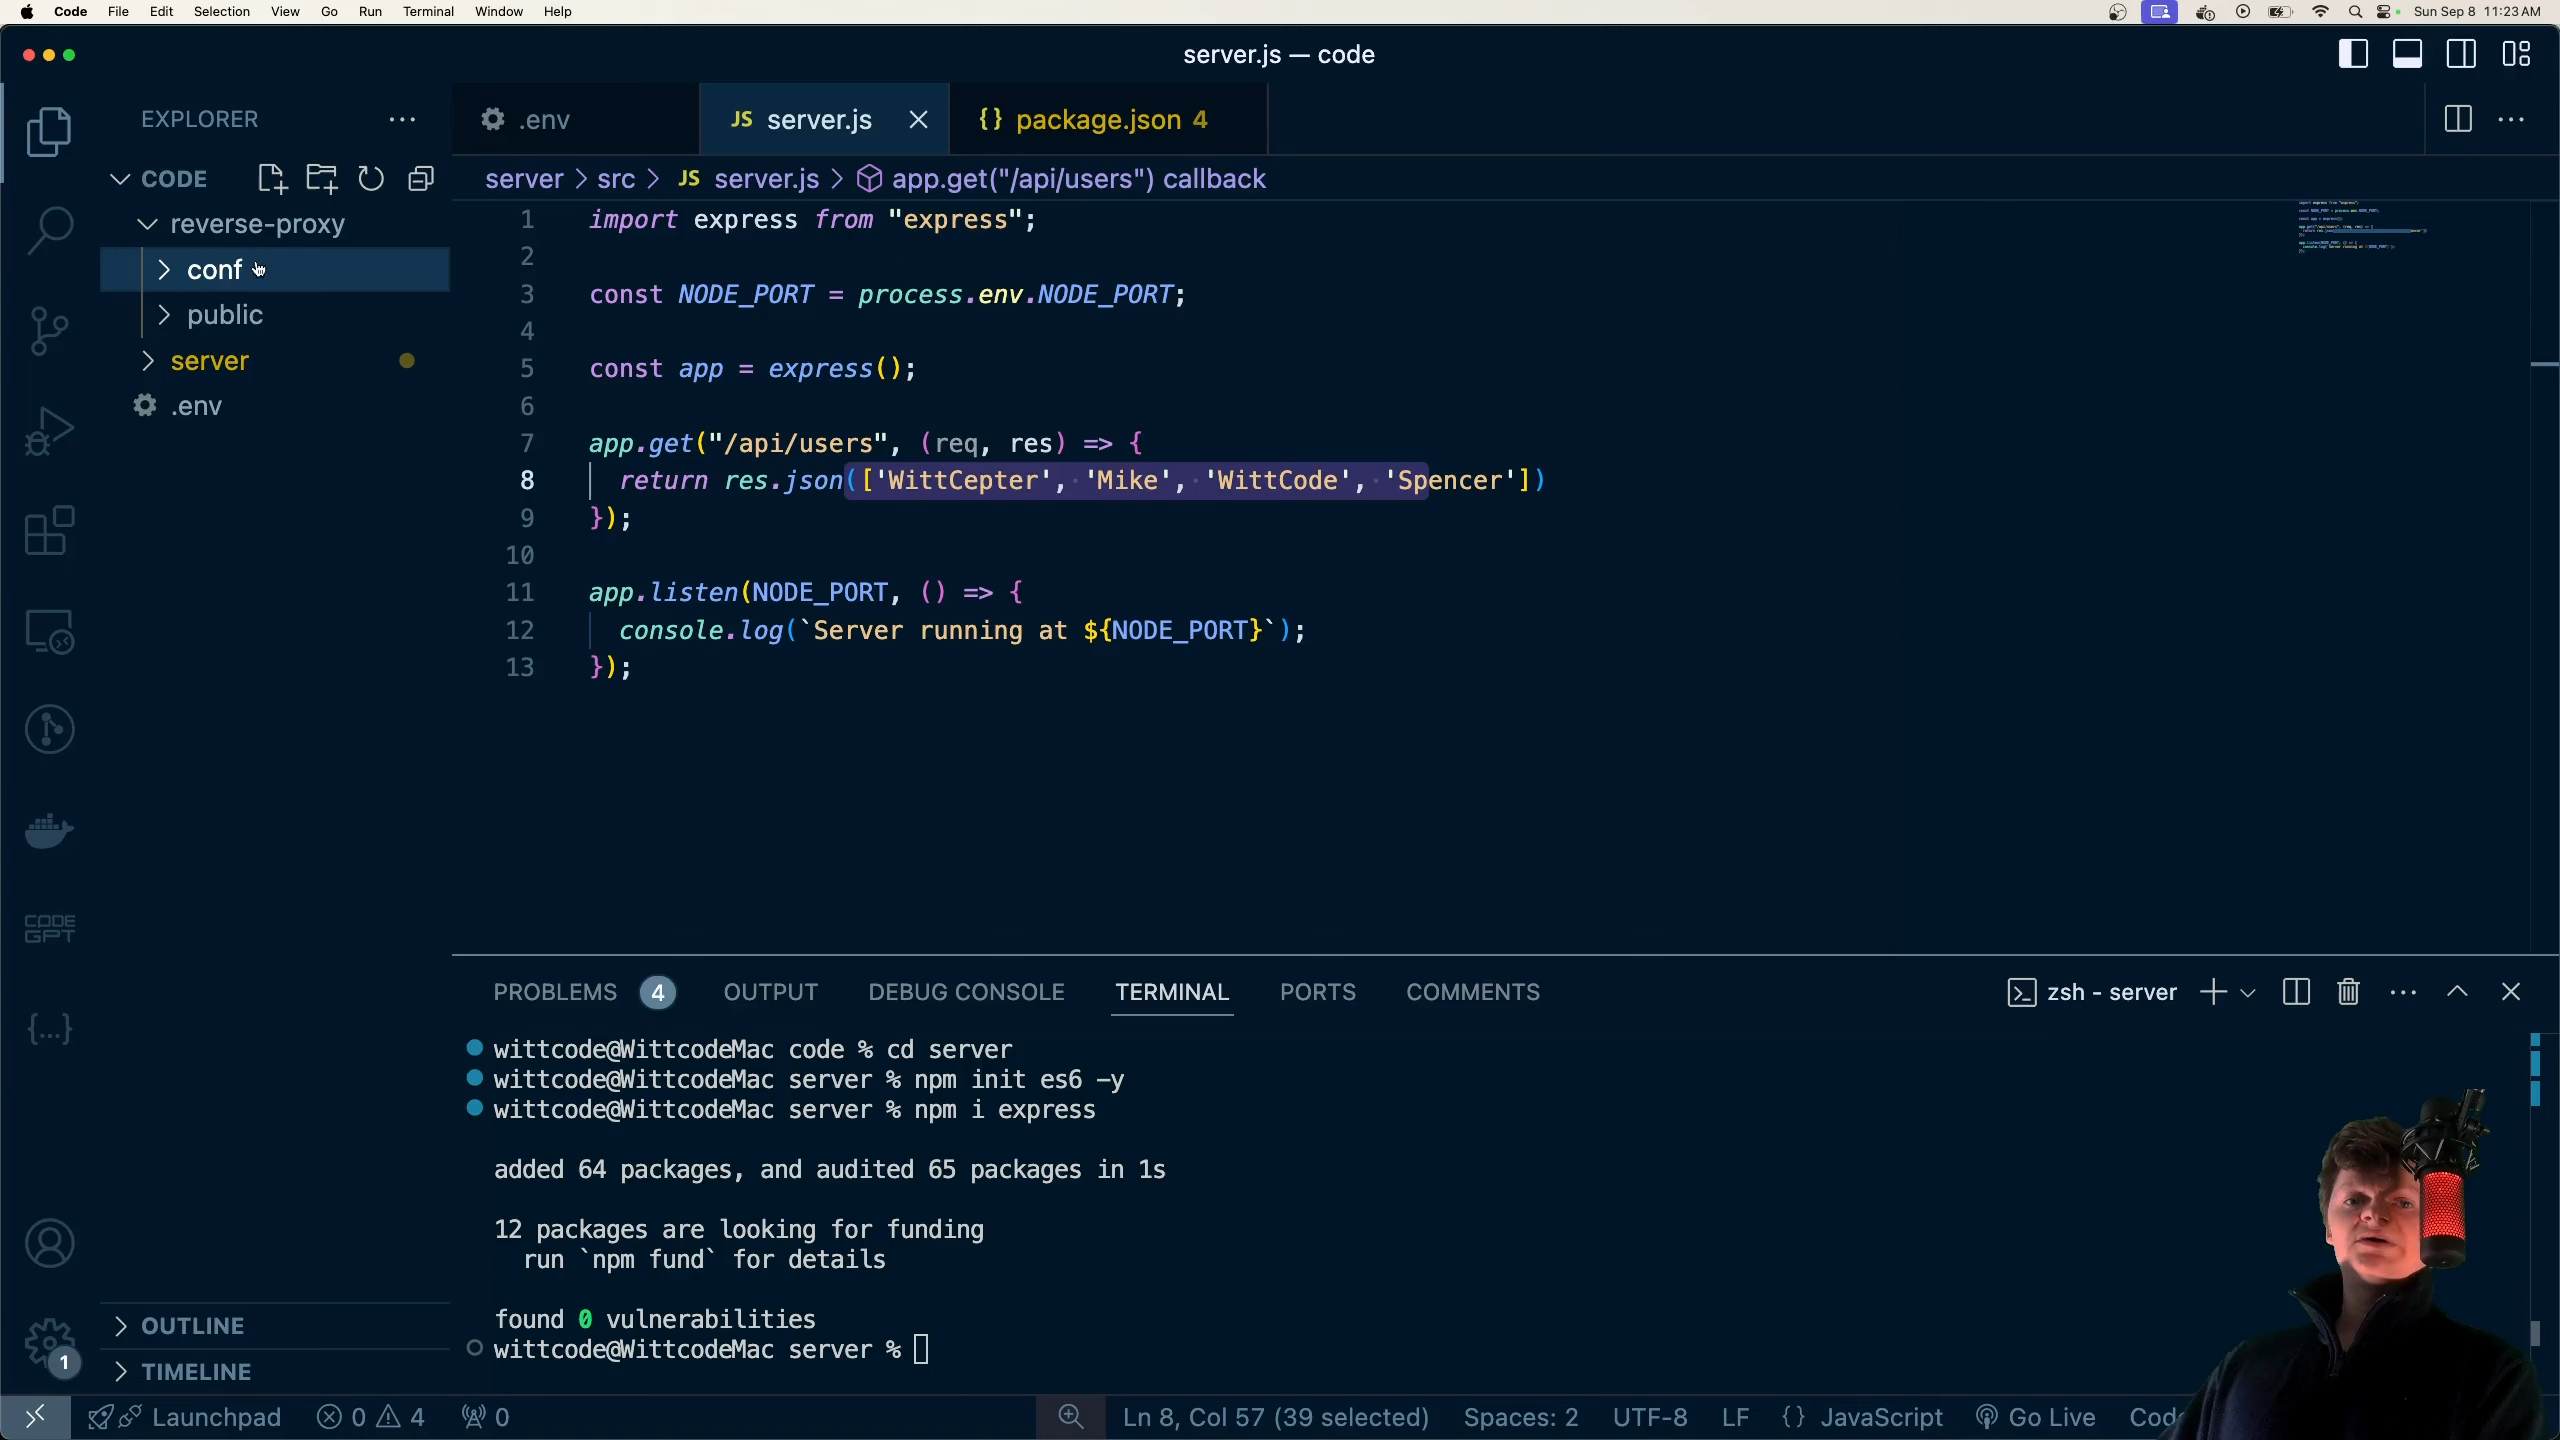 Code File Edit Selection View Go Run Terminal Window Help Sun Sep 8 11:23 AM
server.js — code
EXPLORER
.env
JS server.js
{} package.json 4
CODE
server > src > JS server.js > app.get("/api/users") callback
reverse-proxy
conf
public
server
.env
1 import express from "express";
2
3 const NODE_PORT = process.env.NODE_PORT;
4
5 const app = express();
6
7 app.get("/api/users", (req, res) => {
8 return res.json(['WittCepter', 'Mike', 'WittCode', 'Spencer'])
9 });
10
11 app.listen(NODE_PORT, () => {
12 console.log(`Server running at ${NODE_PORT}`);
13 });
CODE
GPT
{...}
PROBLEMS 4 OUTPUT DEBUG CONSOLE TERMINAL PORTS COMMENTS zsh - server
wittcode@WittcodeMac code % cd server
wittcode@WittcodeMac server % npm init es6 -y
wittcode@WittcodeMac server % npm i express
added 64 packages, and audited 65 packages in 1s
12 packages are looking for funding
run `npm fund` for details
found 0 vulnerabilities
wittcode@WittcodeMac server %
OUTLINE
TIMELINE
1
Launchpad 0 4 0 Ln 8, Col 57 (39 selected) Spaces: 2 UTF-8 LF {} JavaScript Go Live